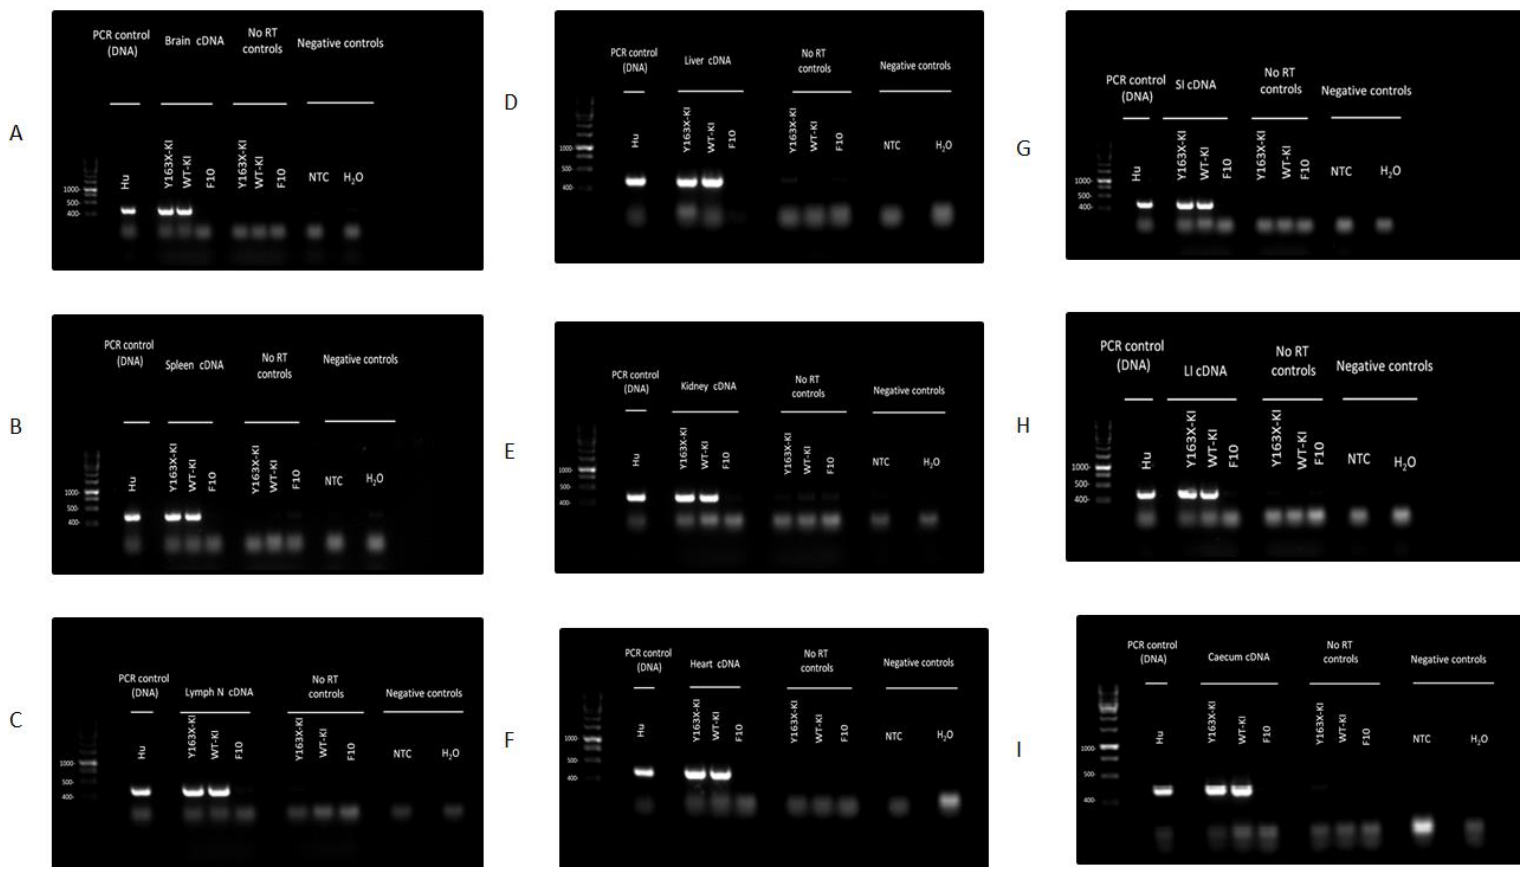 A
PCR control
(DNA)
Brain cDNA
No RT
controls
Negative controls
Hu
Y163X-KI
WT-KI
F10
Y163X-KI
WT-KI
F10
NTC
H₂O
1000-
500-
400-
B
PCR control
(DNA)
Spleen cDNA
No RT
controls
Negative controls
Hu
Y163X-KI
WT-KI
F10
Y163X-KI
WT-KI
F10
NTC
H₂O
1000-
500-
400-
C
PCR control
(DNA)
Lymph N cDNA
No RT
controls
Negative controls
Hu
Y163X-KI
WT-KI
F10
Y163X-KI
WT-KI
F10
NTC
H₂O
1000-
500-
400-
D
PCR control
(DNA)
Liver cDNA
No RT
controls
Negative controls
Hu
Y163X-KI
WT-KI
F10
Y163X-KI
WT-KI
F10
NTC
H₂O
1000-
500-
400-
E
PCR control
(DNA)
Kidney cDNA
No RT
controls
Negative controls
Hu
Y163X-KI
WT-KI
F10
Y163X-KI
WT-KI
F10
NTC
H₂O
1000-
500-
400-
F
PCR control
(DNA)
Heart cDNA
No RT
controls
Negative controls
Hu
Y163X-KI
WT-KI
F10
Y163X-KI
WT-KI
F10
NTC
H₂O
1000-
500-
400-
G
PCR control
(DNA)
SI cDNA
No RT
controls
Negative controls
Hu
Y163X-KI
WT-KI
F10
Y163X-KI
WT-KI
F10
NTC
H₂O
1000-
500-
400-
H
PCR control
(DNA)
LI cDNA
No RT
controls
Negative controls
Hu
Y163X-KI
WT-KI
F10
Y163X-KI
WT-KI
F10
NTC
H₂O
1000-
500-
400-
I
PCR control
(DNA)
Caecum cDNA
No RT
controls
Negative controls
Hu
Y163X-KI
WT-KI
F10
Y163X-KI
WT-KI
F10
NTC
H₂O
1000-
500-
400-